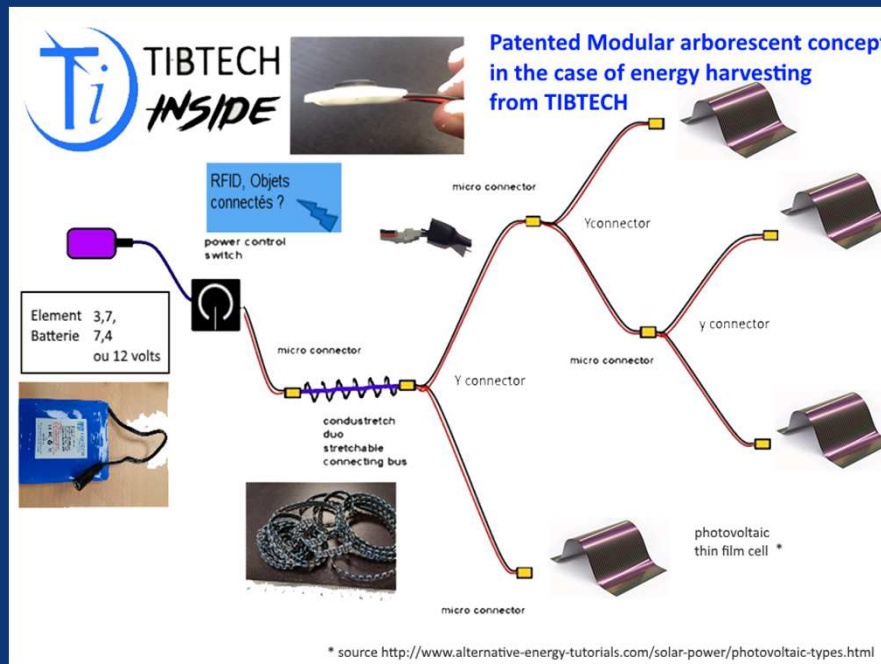 TIBTECH
INSIDE
Ti
Patented Modular arborescent concept
in the case of energy harvesting
from TIBTECH
RFID, Objets
connectés ?
power control
switch
micro connector
Yconnector
Element 3,7,
Batterie 7,4
ou 12 volts
micro connector
Y connector
micro connector
y connector
condustretch
duo
stretchable
connecting bus
micro connector
photovoltaic
thin film cell *
* source http://www.alternative-energy-tutorials.com/solar-power/photovoltaic-types.html